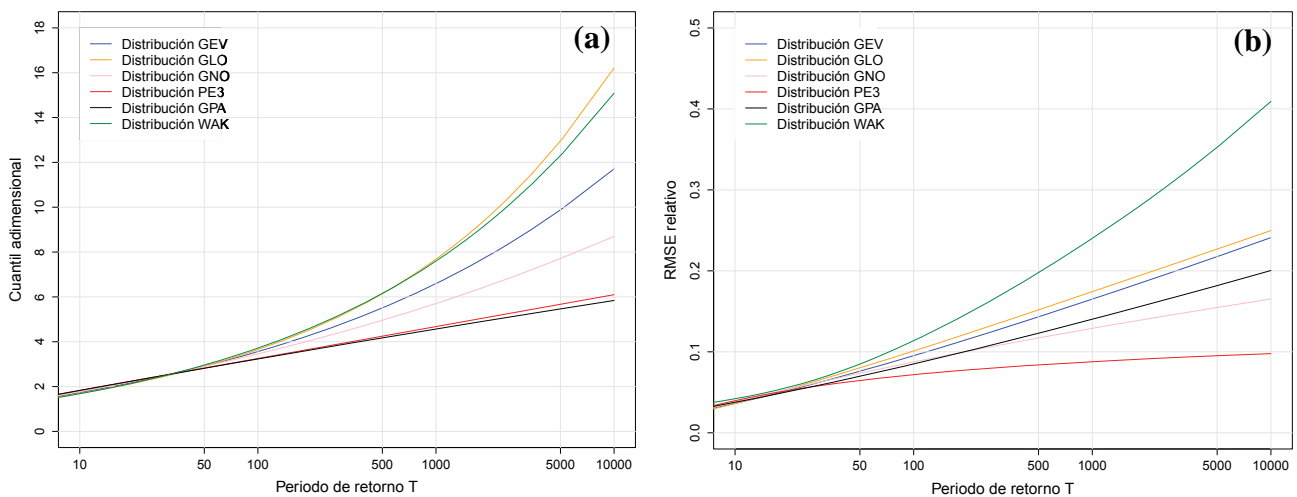 (a)
Distribución GEV
Distribución GLO
Distribución GNO
Distribución PE3
Distribución GPA
Distribución WAK
Cuantil adimensional
18
16
14
12
10
8
6
4
2
0
10 50 100 500 1000 5000 10000
Periodo de retorno T
(b)
Distribución GEV
Distribución GLO
Distribución GNO
Distribución PE3
Distribución GPA
Distribución WAK
RMSE relativo
0.5
0.4
0.3
0.2
0.1
0.0
10 50 100 500 1000 5000 10000
Periodo de retorno T